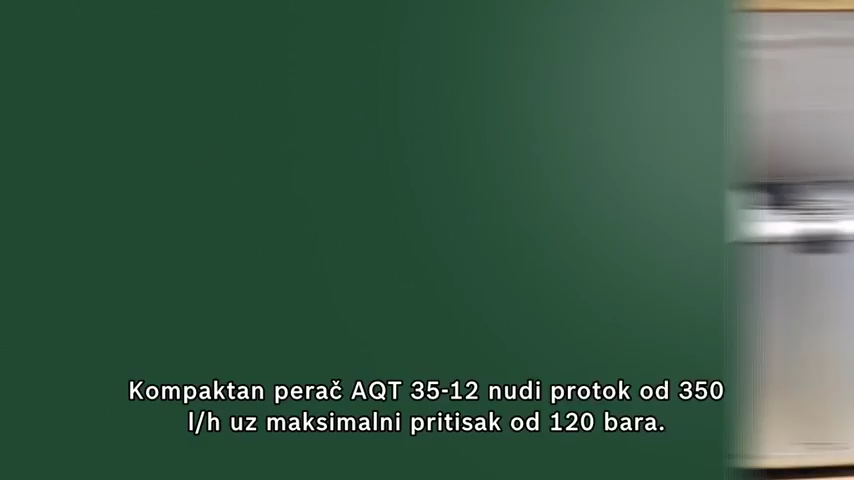 Kompaktan perač AQT 35-12 nudi protok od 350
l/h uz maksimalni pritisak od 120 bara.